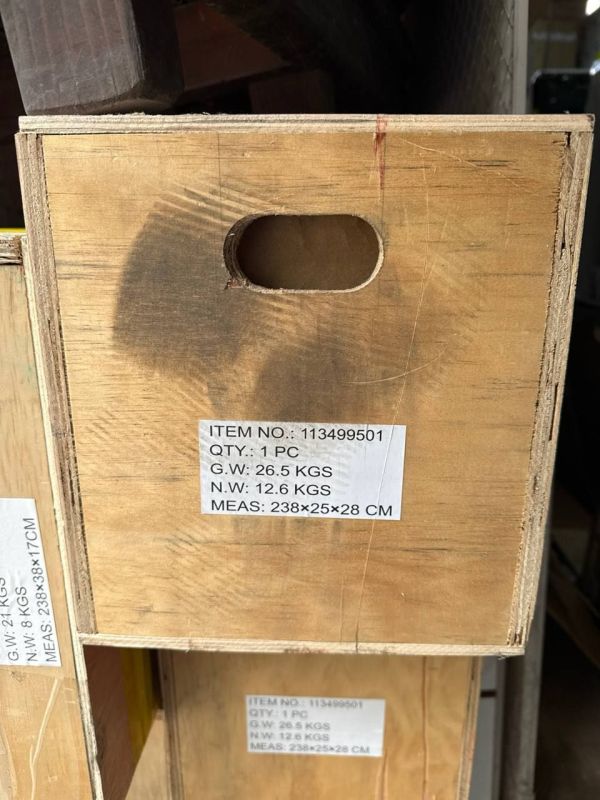 ITEM NO.: 113499501
QTY.: 1 PC
G.W: 26.5 KGS
N.W: 12.6 KGS
MEAS: 238×25×28 CM
G.W: 21 KGS
N.W: 8 KGS
MEAS: 238×38×17CM
ITEM NO.: 113499501
QTY.: 1 PC
G.W: 26.5 KGS
N.W: 12.6 KGS
MEAS: 238×25×28 CM